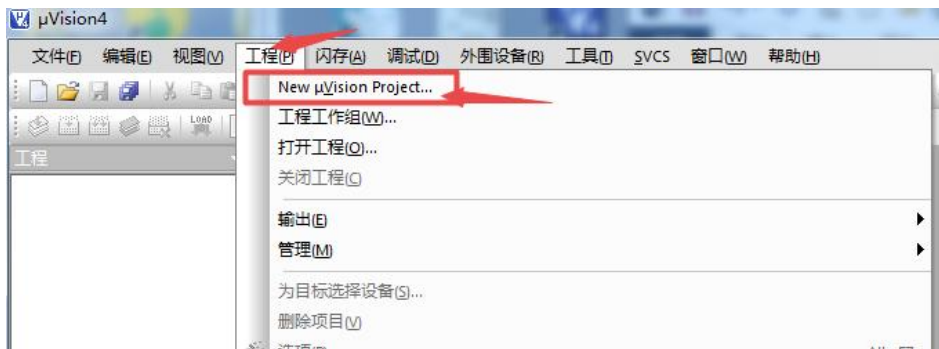 µVision4
文件(F) 编辑(E) 视图(V) 工程(P) 闪存(A) 调试(D) 外围设备(R) 工具(T) SVCS 窗口(W) 帮助(H)
New µVision Project...
工程工作组(W)...
打开工程(O)...
关闭工程(C)
输出(E)
管理(M)
为目标选择设备(S)...
删除项目(V)
LOAD
工程